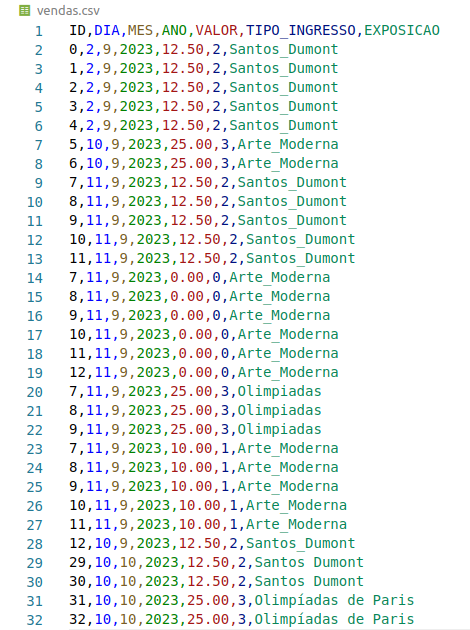 vendas.csv
1 ID,DIA,MES,ANO,VALOR,TIPO_INGRESSO,EXPOSICAO
2 0,2,9,2023,12.50,2,Santos_Dumont
3 1,2,9,2023,12.50,2,Santos_Dumont
4 2,2,9,2023,12.50,2,Santos_Dumont
5 3,2,9,2023,12.50,2,Santos_Dumont
6 4,2,9,2023,12.50,2,Santos_Dumont
7 5,10,9,2023,25.00,3,Arte_Moderna
8 6,10,9,2023,25.00,3,Arte_Moderna
9 7,11,9,2023,12.50,2,Santos_Dumont
10 8,11,9,2023,12.50,2,Santos_Dumont
11 9,11,9,2023,12.50,2,Santos_Dumont
12 10,11,9,2023,12.50,2,Santos_Dumont
13 11,11,9,2023,12.50,2,Santos_Dumont
14 7,11,9,2023,0.00,0,Arte_Moderna
15 8,11,9,2023,0.00,0,Arte_Moderna
16 9,11,9,2023,0.00,0,Arte_Moderna
17 10,11,9,2023,0.00,0,Arte_Moderna
18 11,11,9,2023,0.00,0,Arte_Moderna
19 12,11,9,2023,0.00,0,Arte_Moderna
20 7,11,9,2023,25.00,3,Olimpiadas
21 8,11,9,2023,25.00,3,Olimpiadas
22 9,11,9,2023,25.00,3,Olimpiadas
23 7,11,9,2023,10.00,1,Arte_Moderna
24 8,11,9,2023,10.00,1,Arte_Moderna
25 9,11,9,2023,10.00,1,Arte_Moderna
26 10,11,9,2023,10.00,1,Arte_Moderna
27 11,11,9,2023,10.00,1,Arte_Moderna
28 12,10,9,2023,12.50,2,Santos_Dumont
29 29,10,10,2023,12.50,2,Santos Dumont
30 30,10,10,2023,12.50,2,Santos Dumont
31 31,10,10,2023,25.00,3,Olimpíadas de Paris
32 32,10,10,2023,25.00,3,Olimpíadas de Paris